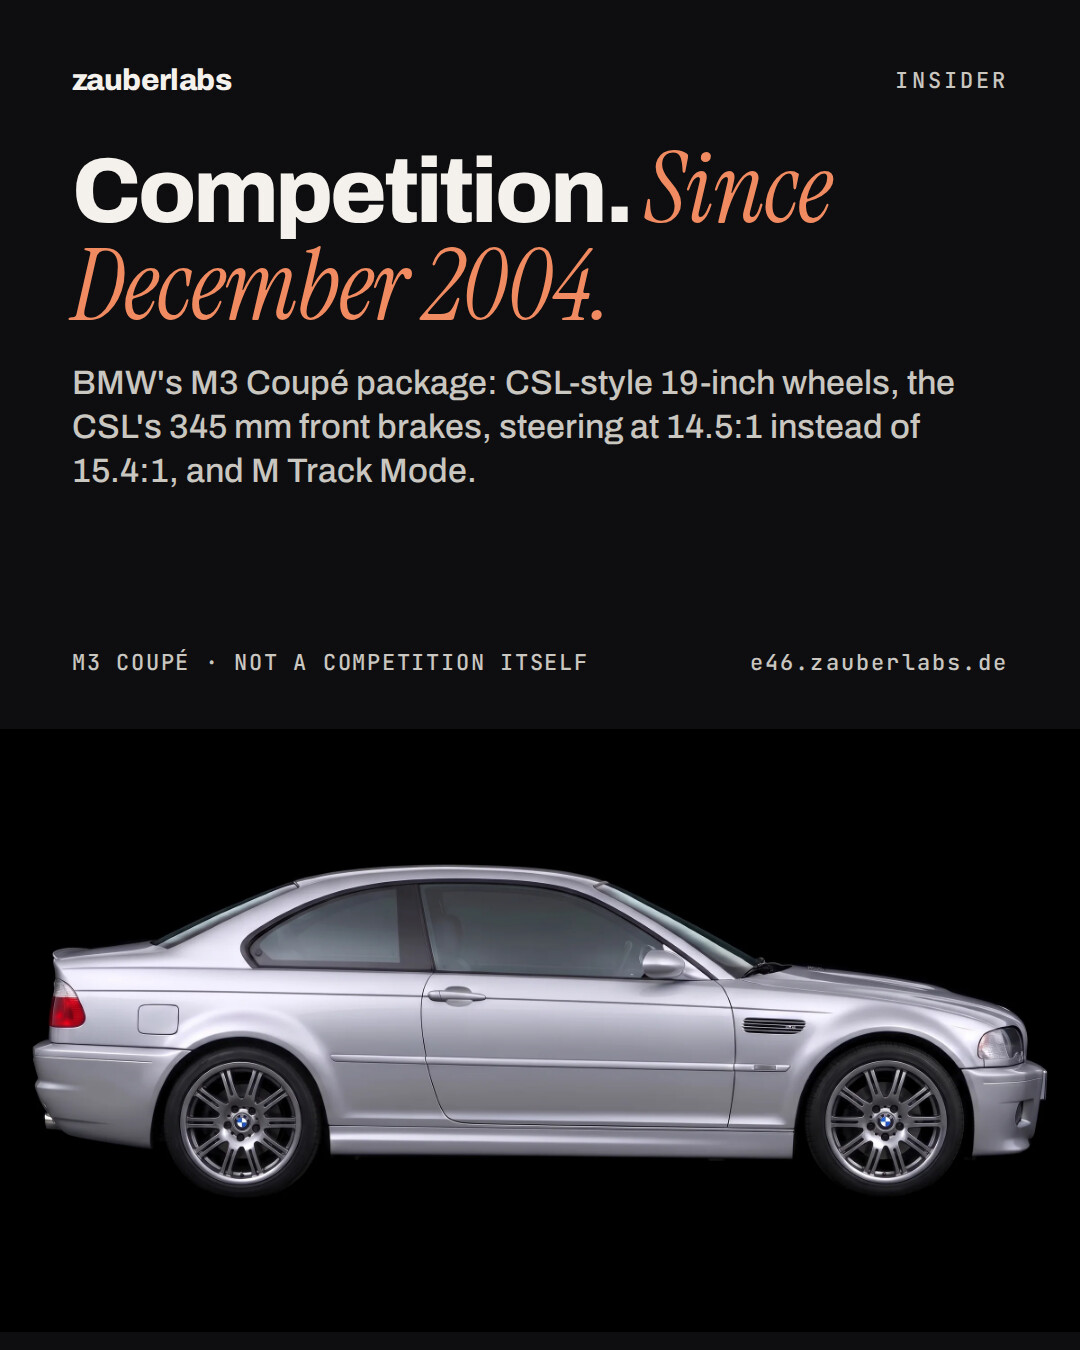 zauberlabs
INSIDER
Competition. Since
December 2004.
BMW's M3 Coupé package: CSL-style 19-inch wheels, the
CSL's 345 mm front brakes, steering at 14.5:1 instead of
15.4:1, and M Track Mode.
M3 COUPÉ · NOT A COMPETITION ITSELF
e46.zauberlabs.de